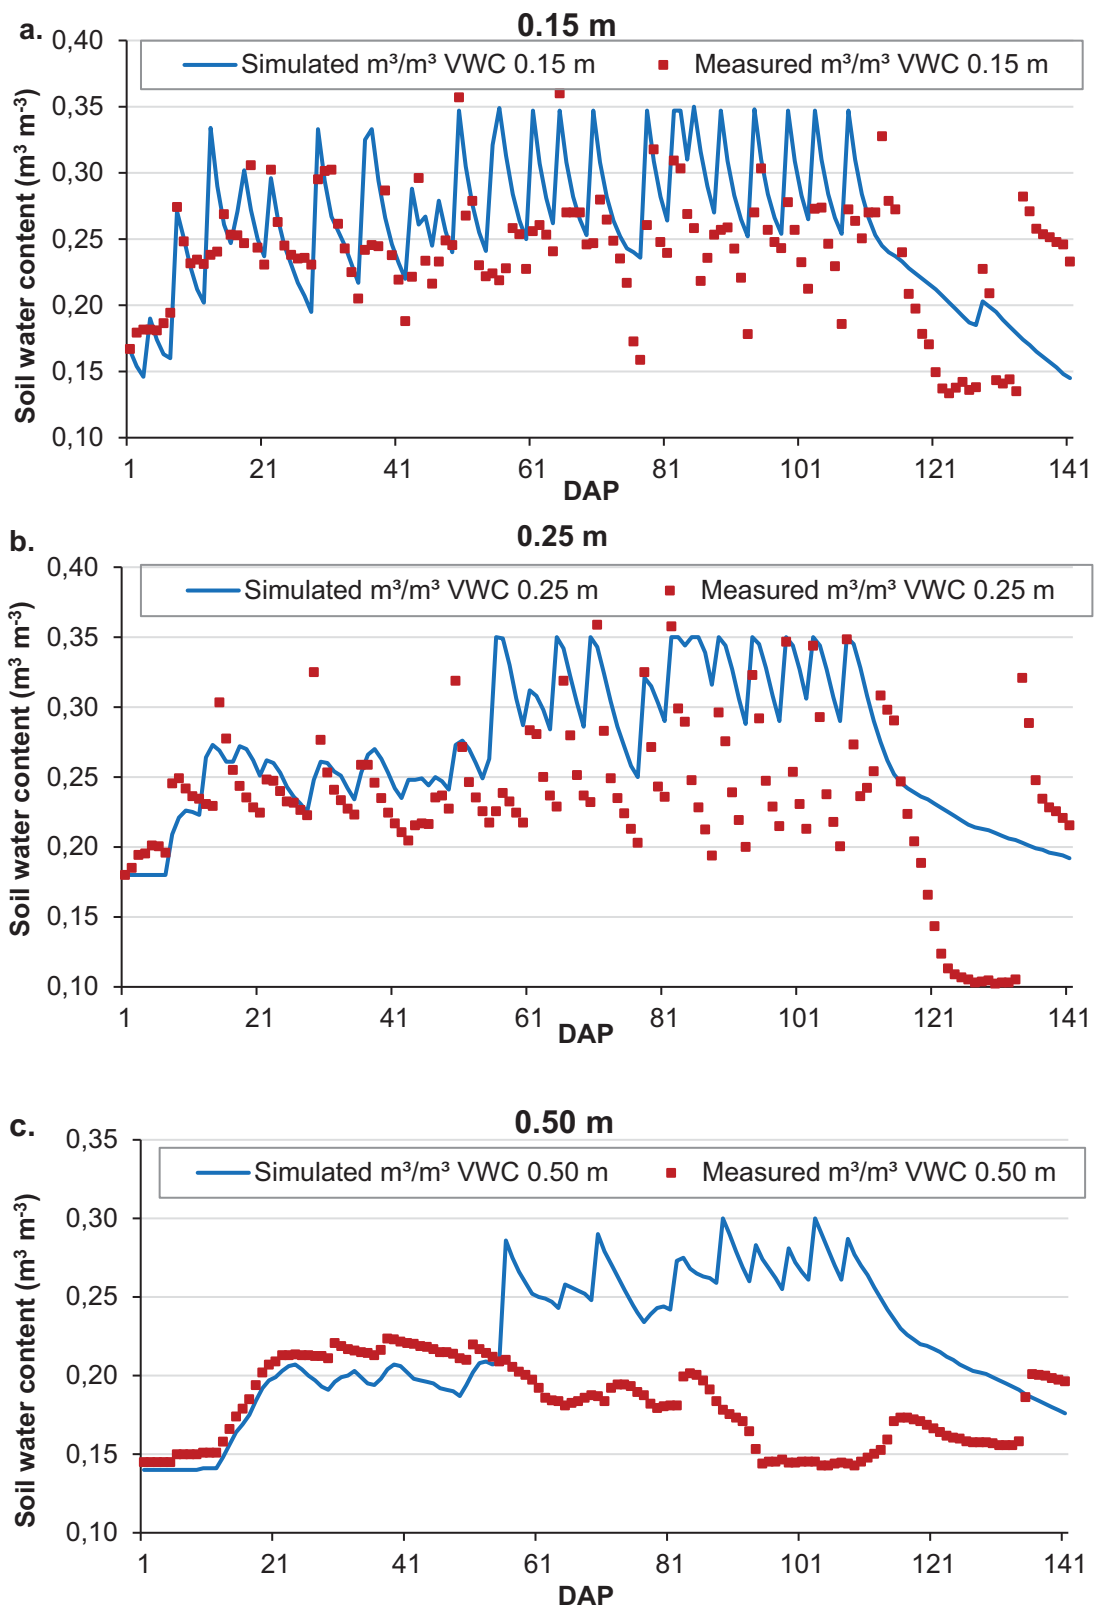 a.
0.15 m
Simulated m³/m³ VWC 0.15 m
Measured m³/m³ VWC 0.15 m
Soil water content (m³ m⁻³)
0,40
0,35
0,30
0,25
0,20
0,15
0,10
1 21 41 61 81 101 121 141
DAP
b.
0.25 m
Simulated m³/m³ VWC 0.25 m
Measured m³/m³ VWC 0.25 m
Soil water content (m³ m⁻³)
0,40
0,35
0,30
0,25
0,20
0,15
0,10
1 21 41 61 81 101 121 141
DAP
c.
0.50 m
Simulated m³/m³ VWC 0.50 m
Measured m³/m³ VWC 0.50 m
Soil water content (m³ m⁻³)
0,35
0,30
0,25
0,20
0,15
0,10
1 21 41 61 81 101 121 141
DAP